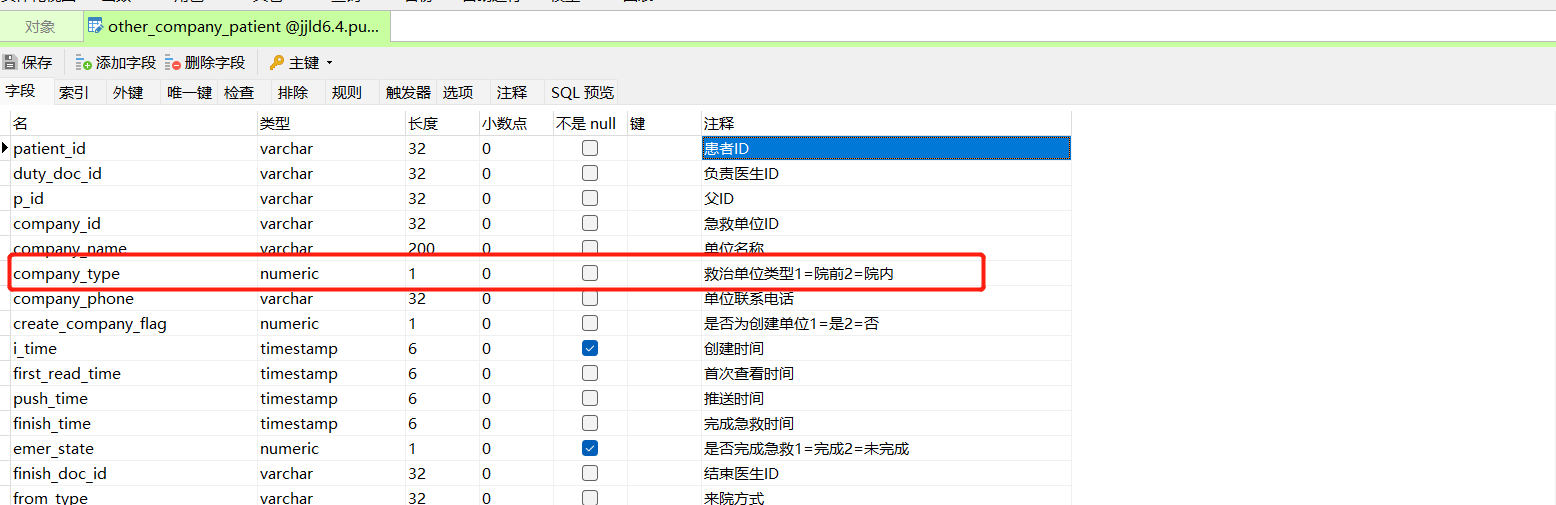 对象 other_company_patient @jjld6.4.pu...
保存 添加字段 删除字段 主键
字段 索引 外键 唯一键 检查 排除 规则 触发器 选项 注释 SQL 预览
名 类型 长度 小数点 不是 null 键 注释
patient_id varchar 32 0 患者ID
duty_doc_id varchar 32 0 负责医生ID
p_id varchar 32 0 父ID
company_id varchar 32 0 急救单位ID
company_name varchar 200 0 单位名称
company_type numeric 1 0 救治单位类型1=院前2=院内
company_phone varchar 32 0 单位联系电话
create_company_flag numeric 1 0 是否为创建单位1=是2=否
i_time timestamp 6 0 创建时间
first_read_time timestamp 6 0 首次查看时间
push_time timestamp 6 0 推送时间
finish_time timestamp 6 0 完成急救时间
emer_state numeric 1 0 是否完成急救1=完成2=未完成
finish_doc_id varchar 32 0 结束医生ID
from_type varchar 32 0 来院方式